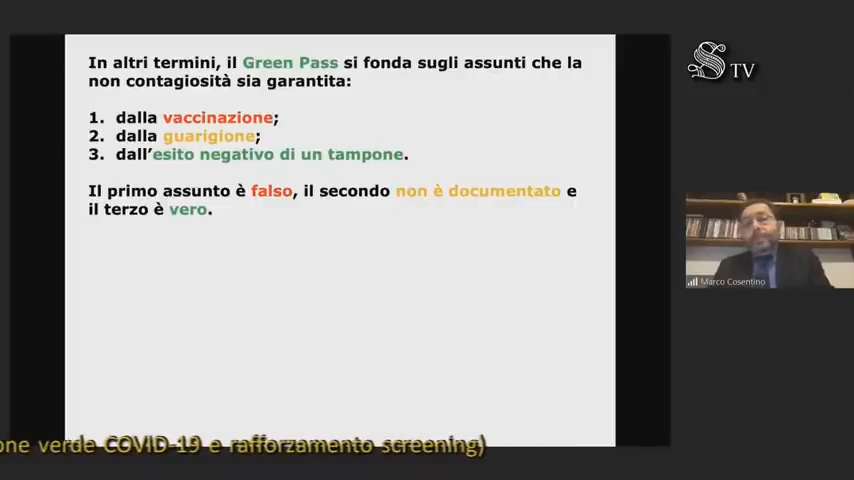 In altri termini, il Green Pass si fonda sugli assunti che la
non contagiosità sia garantita:
1. dalla vaccinazione;
2. dalla guarigione;
3. dall'esito negativo di un tampone.
Il primo assunto è falso, il secondo non è documentato e
il terzo è vero.
S TV
Marco Cosentino
one verde COVID-19 e rafforzamento screening)